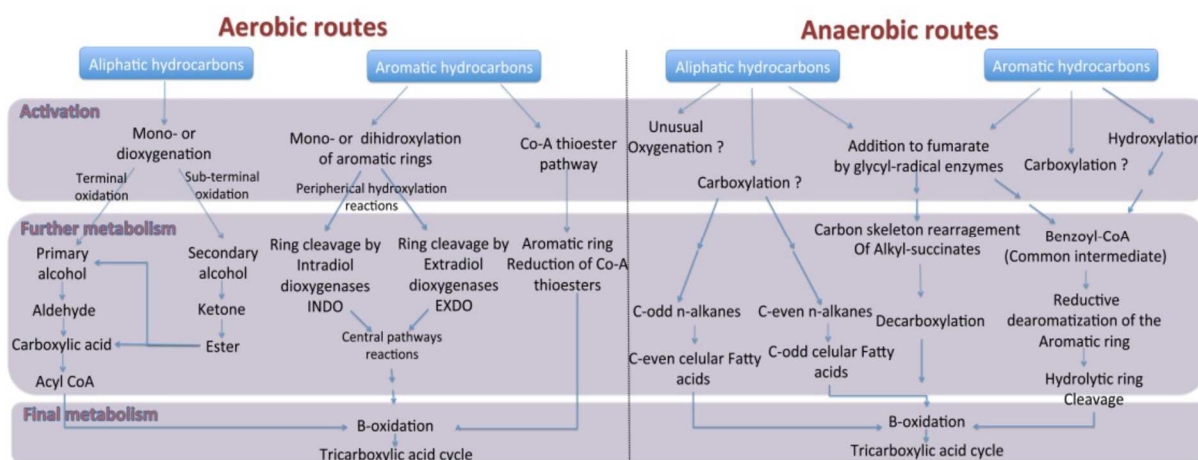 Aerobic routes
Anaerobic routes
Aliphatic hydrocarbons
Aromatic hydrocarbons
Aliphatic hydrocarbons
Aromatic hydrocarbons
Activation
Mono- or
dioxygenation
Terminal
oxidation
Sub-terminal
oxidation
Mono- or dihidroxylation
of aromatic rings
Peripherical hydroxylation
reactions
Co-A thioester
pathway
Unusual
Oxygenation ?
Carboxylation ?
Addition to fumarate
by glycyl-radical enzymes
Carboxylation ?
Hydroxylation
Further metabolism
Primary
alcohol
Aldehyde
Carboxylic acid
Acyl CoA
Secondary
alcohol
Ketone
Ester
Ring cleavage by
Intradiol
dioxygenases
INDO
Ring cleavage by
Extradiol
dioxygenases
EXDO
Central pathways
reactions
Aromatic ring
Reduction of Co-A
thioesters
C-odd n-alkanes
C-even celular Fatty
acids
C-even n-alkanes
C-odd celular Fatty
acids
Carbon skeleton rearragement
Of Alkyl-succinates
Decarboxylation
Benzoyl-CoA
(Common intermediate)
Reductive
dearomatization of the
Aromatic ring
Hydrolytic ring
Cleavage
Final metabolism
B-oxidation
Tricarboxylic acid cycle
B-oxidation
Tricarboxylic acid cycle